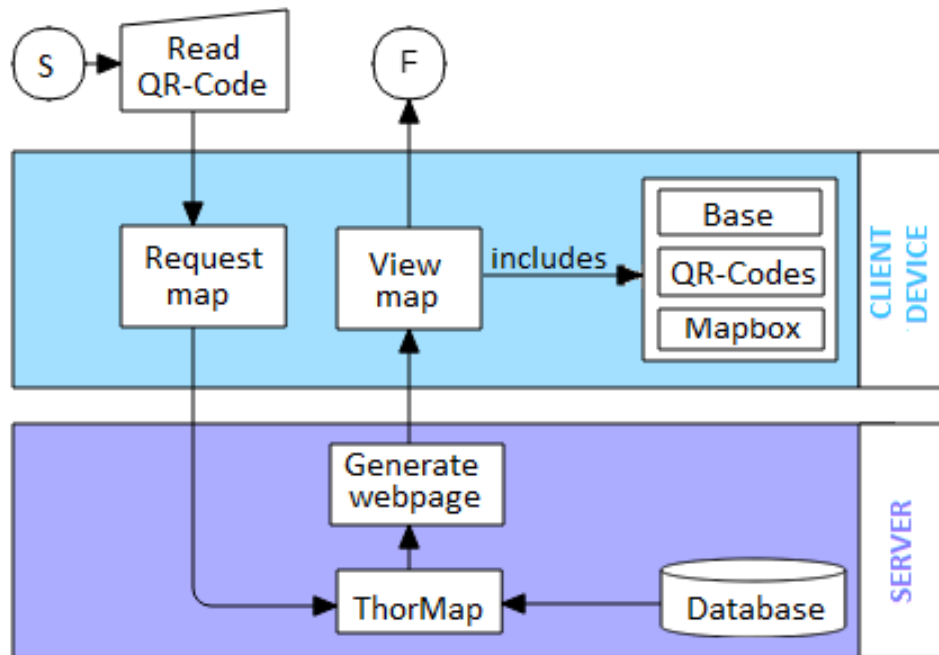 S
Read
QR-Code
F
Request
map
View
map
includes
Base
QR-Codes
Mapbox
CLIENT
DEVICE
Generate
webpage
ThorMap
Database
SERVER